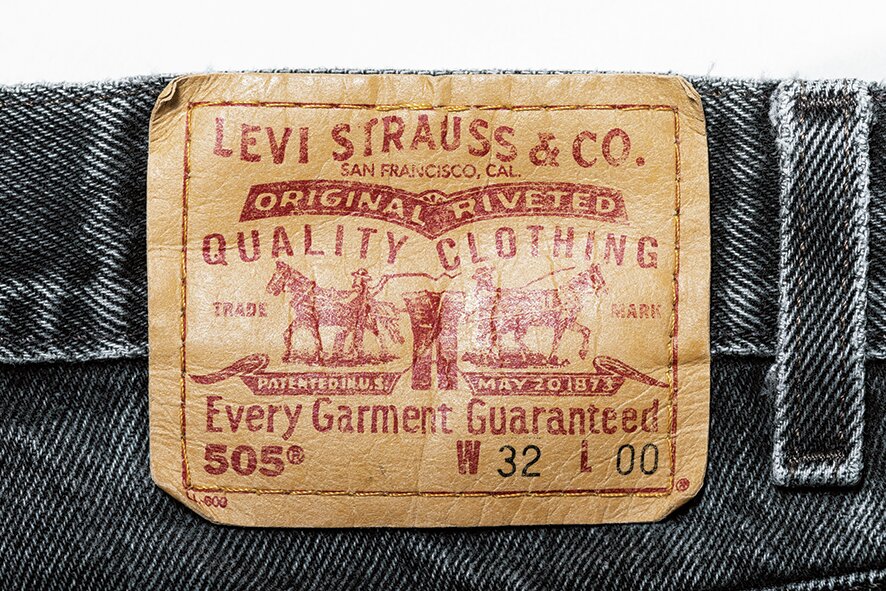 LEVI STRAUSS & CO.
SAN FRANCISCO, CAL.
ORIGINAL RIVETED
QUALITY CLOTHING
TRADE MARK
PATENTED IN U.S. MAY 20 1873
Every Garment Guaranteed
505® W 32 L 00
®